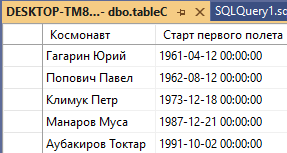 DESKTOP-TM8...- dbo.tableC
SQLQuery1.sq
Космонавт Старт первого полета
Гагарин Юрий 1961-04-12 00:00:00
Попович Павел 1962-08-12 00:00:00
Климук Петр 1973-12-18 00:00:00
Манаров Муса 1987-12-21 00:00:00
Аубакиров Токтар 1991-10-02 00:00:00